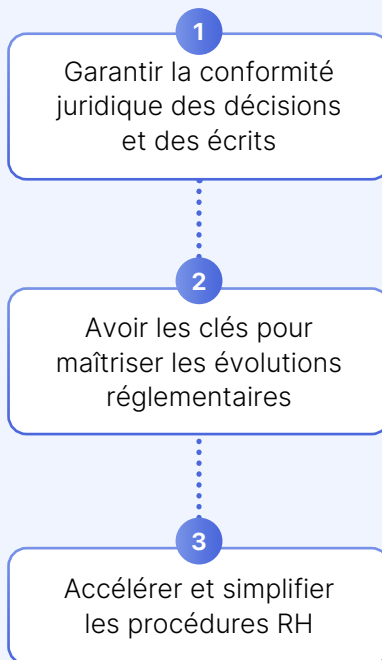 1
Garantir la conformité
juridique des décisions
et des écrits
2
Avoir les clés pour
maîtriser les évolutions
réglementaires
3
Accélérer et simplifier
les procédures RH